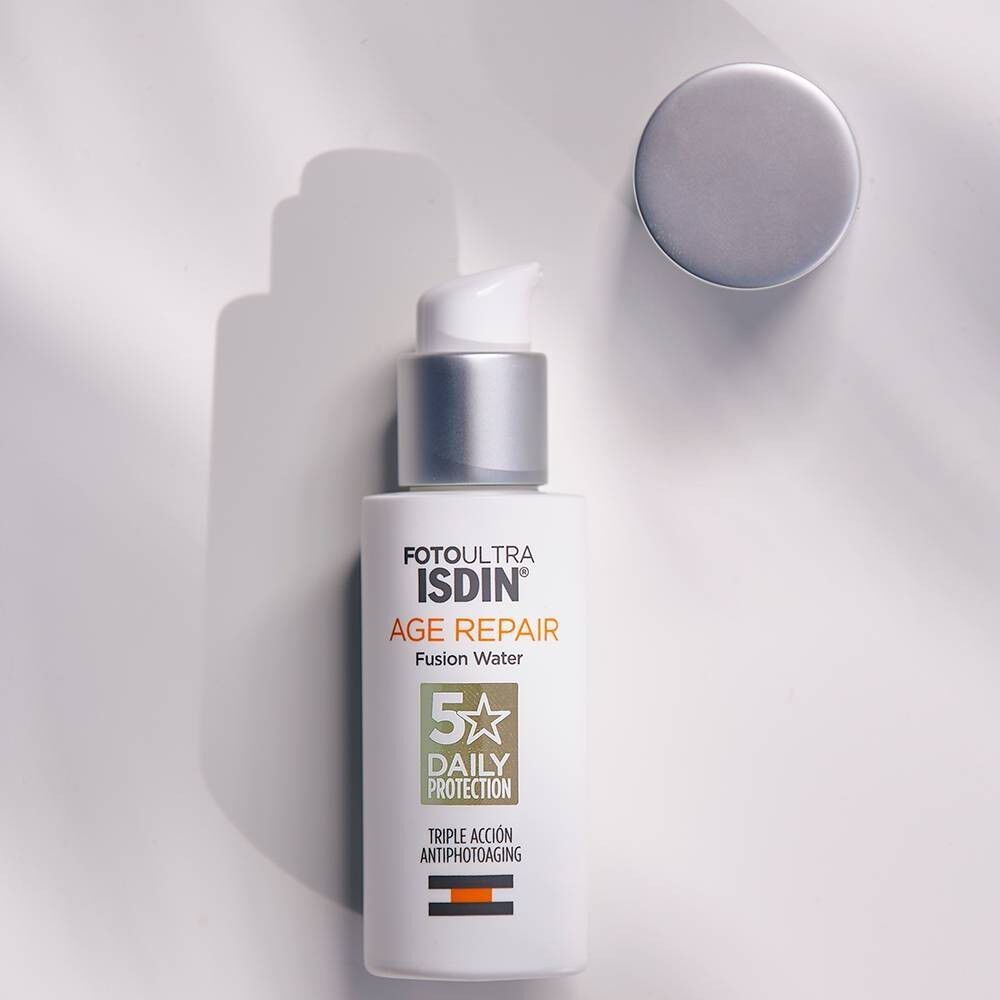 FOTOULTRA
ISDIN®
AGE REPAIR
Fusion Water
5☆
DAILY
PROTECTION
TRIPLE ACCIÓN
ANTIPHOTOAGING